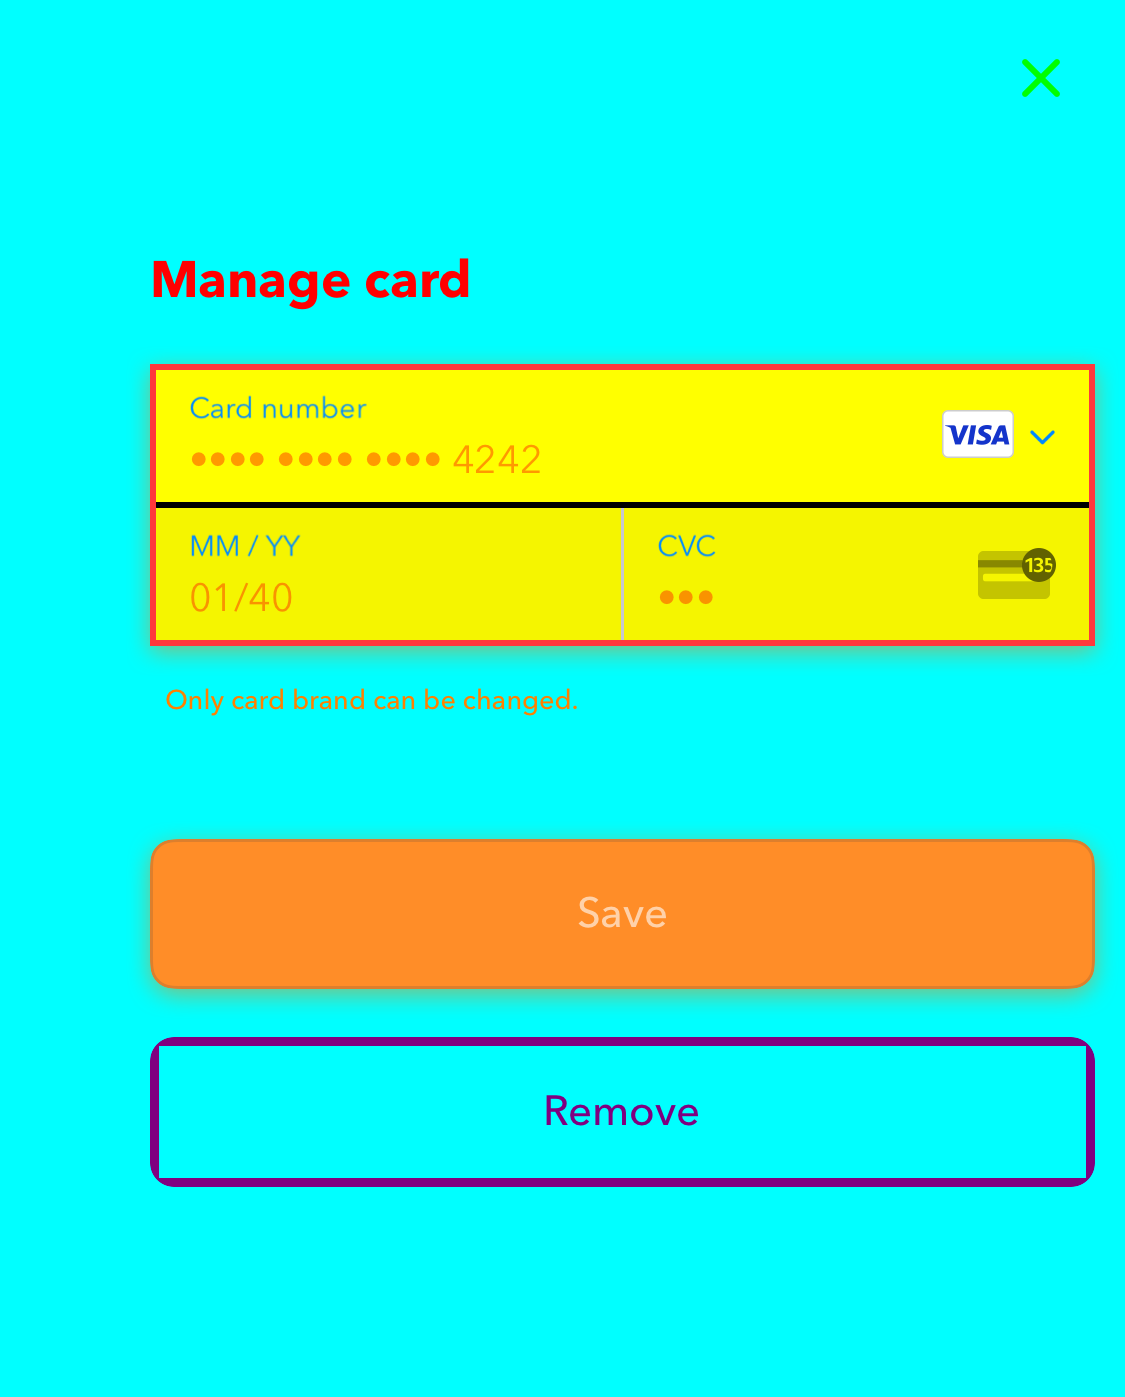 Manage card
Card number
•••• •••• •••• 4242
VISA
MM / YY
01/40
CVC
•••
135
Only card brand can be changed.
Save
Remove